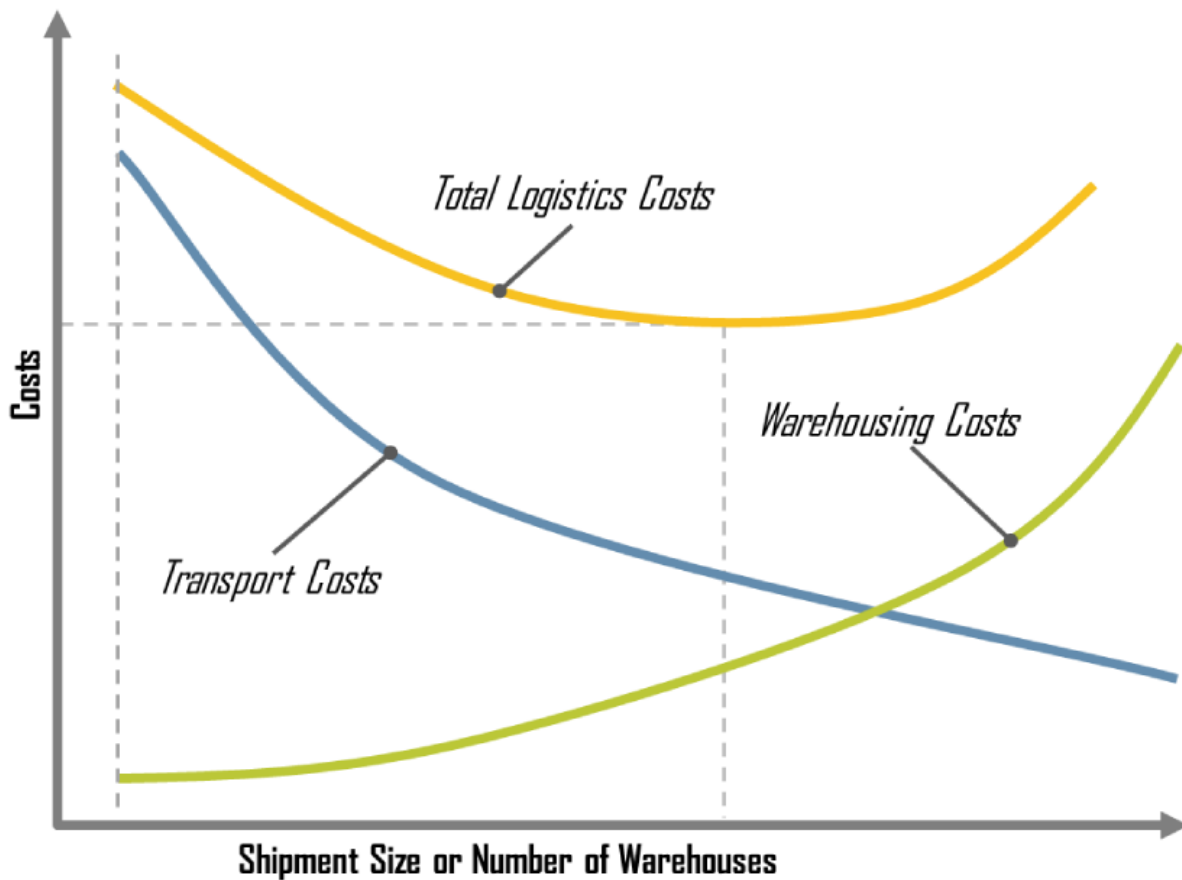 Total Logistics Costs
Costs
Warehousing Costs
Transport Costs
Shipment Size or Number of Warehouses